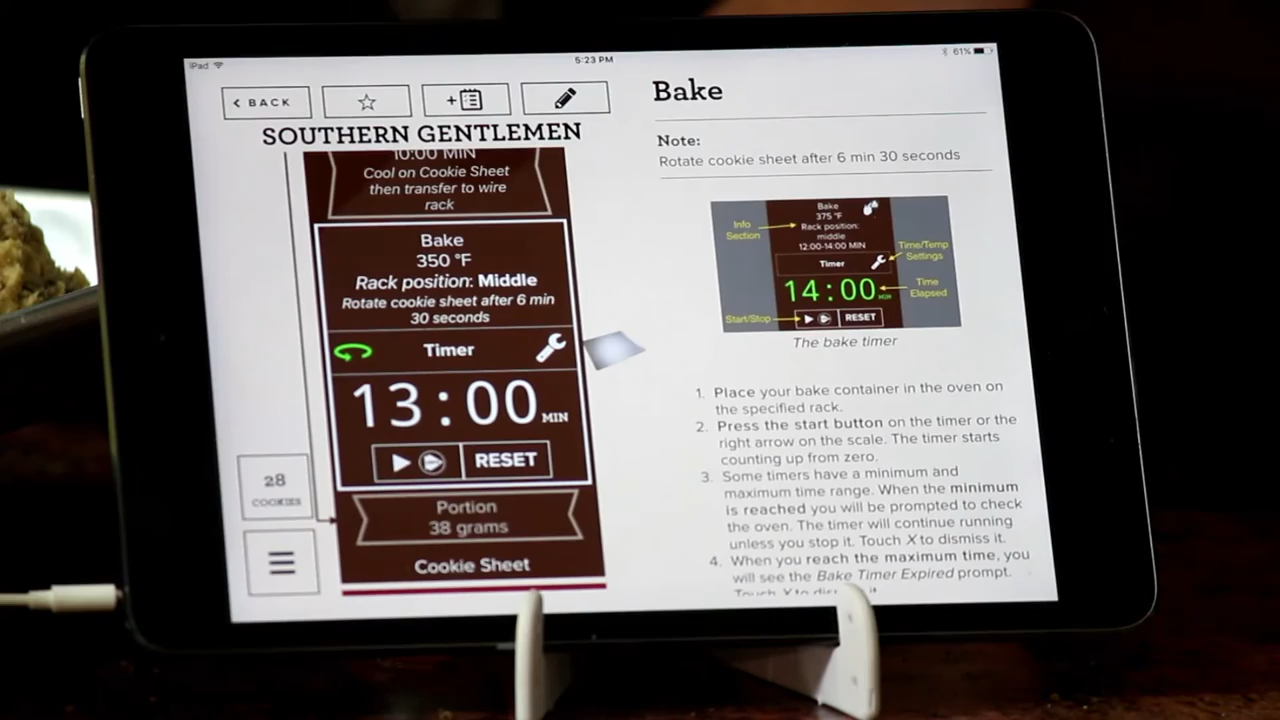 iPad
5:23 PM
61%
< BACK
SOUTHERN GENTLEMEN
10:00 MIN
Cool on Cookie Sheet
then transfer to wire
rack
Bake
350 °F
Rack position: Middle
Rotate cookie sheet after 6 min
30 seconds
Timer
13:00 MIN
RESET
Portion
38 grams
Cookie Sheet
28
COOKIES
Bake
Note:
Rotate cookie sheet after 6 min 30 seconds
Bake
375 °F
Rack position:
middle
12:00-14:00 MIN
Timer
14:00 MIN
RESET
Info
Section
Time/Temp
Settings
Time
Elapsed
Start/Stop
The bake timer
1. Place your bake container in the oven on
the specified rack.
2. Press the start button on the timer or the
right arrow on the scale. The timer starts
counting up from zero.
3. Some timers have a minimum and
maximum time range. When the minimum
is reached you will be prompted to check
the oven. The timer will continue running
unless you stop it. Touch X to dismiss it.
4. When you reach the maximum time, you
will see the Bake Timer Expired prompt.